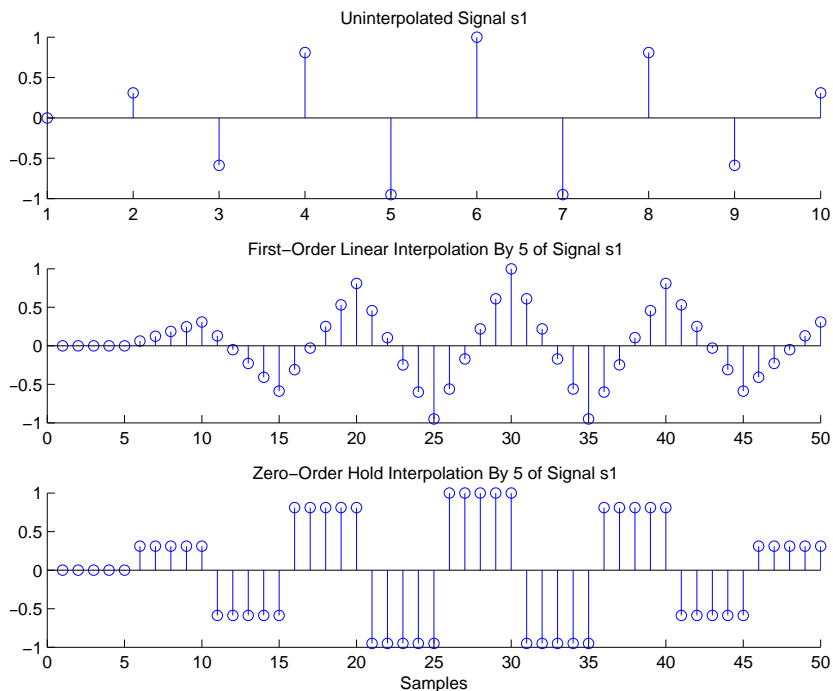 Uninterpolated Signal s1
1
0.5
0
−0.5
−1
1 2 3 4 5 6 7 8 9 10
First−Order Linear Interpolation By 5 of Signal s1
1
0.5
0
−0.5
−1
0 5 10 15 20 25 30 35 40 45 50
Zero−Order Hold Interpolation By 5 of Signal s1
1
0.5
0
−0.5
−1
0 5 10 15 20 25 30 35 40 45 50
Samples